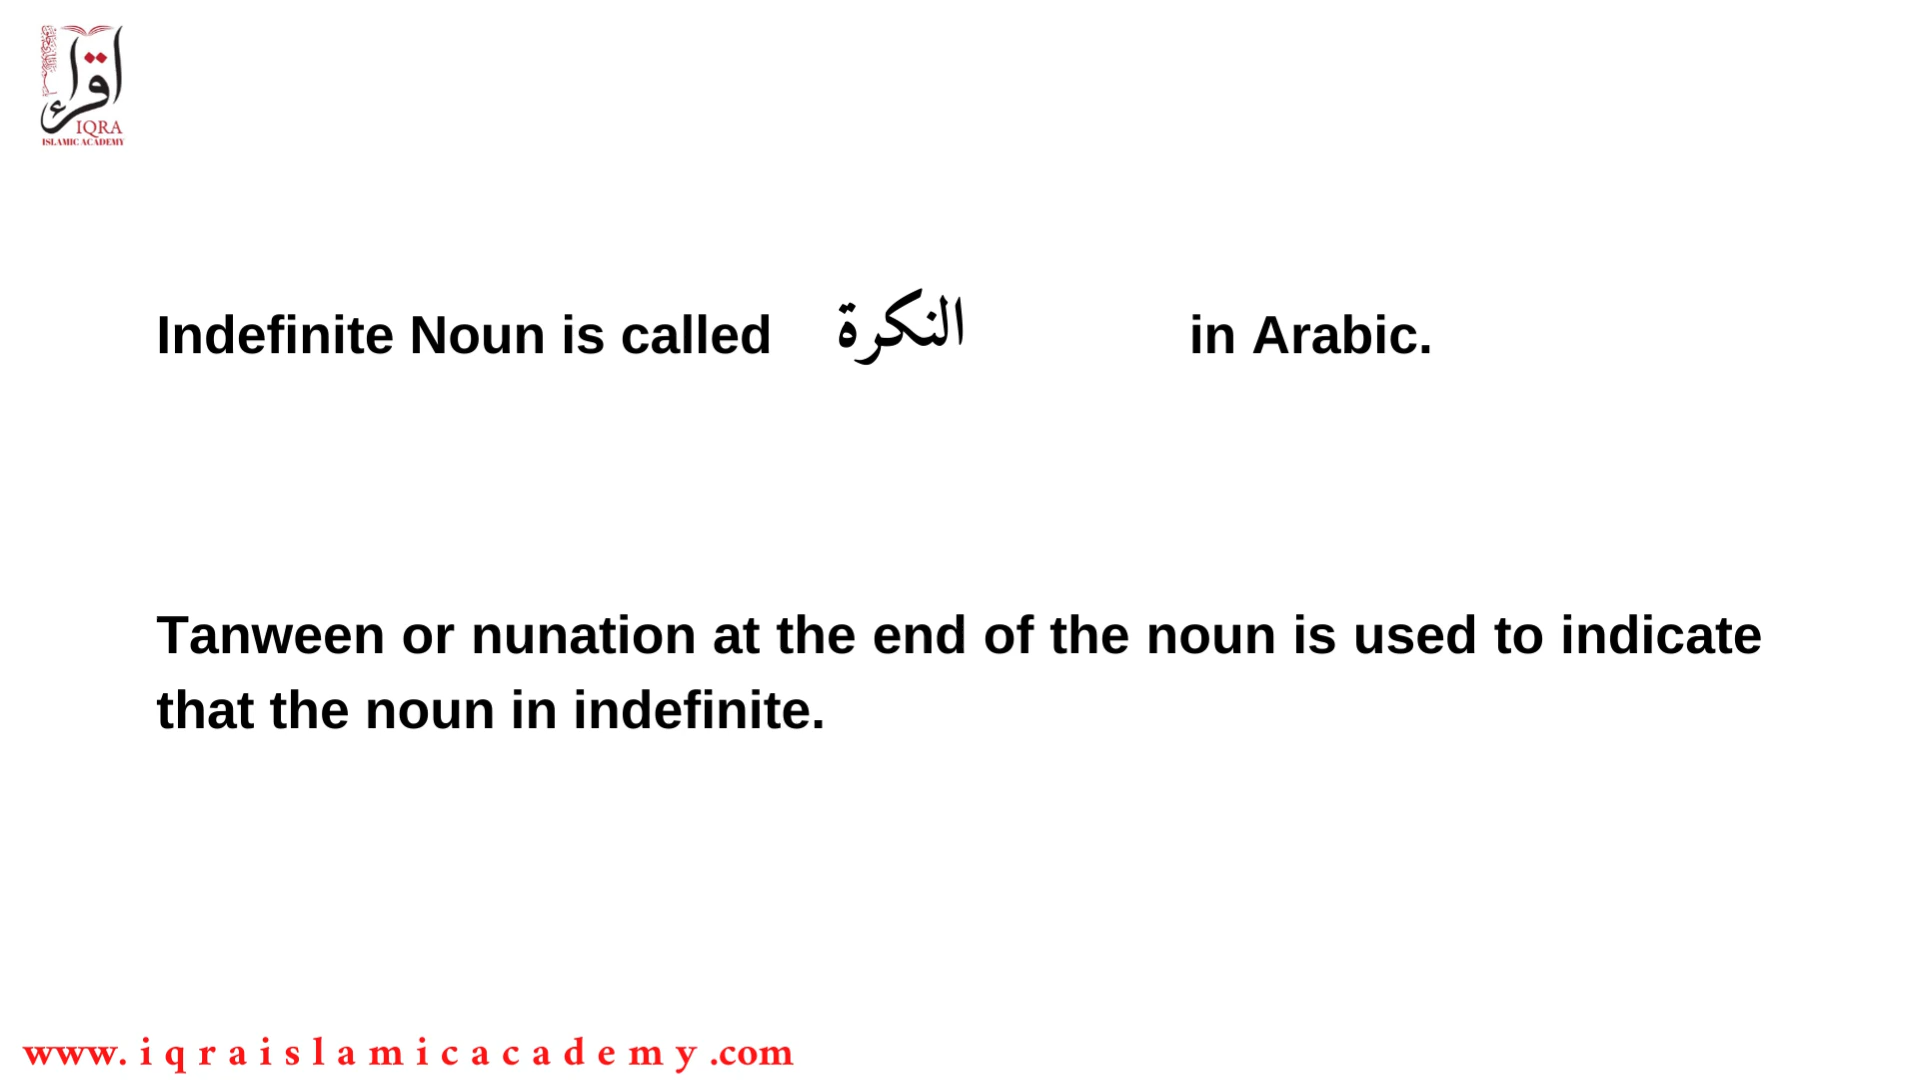 اقرأ
IQRA
ISLAMIC ACADEMY
Indefinite Noun is called النكرة in Arabic.
Tanween or nunation at the end of the noun is used to indicate
that the noun in indefinite.
www. i q r a i s l a m i c a c a d e m y .com